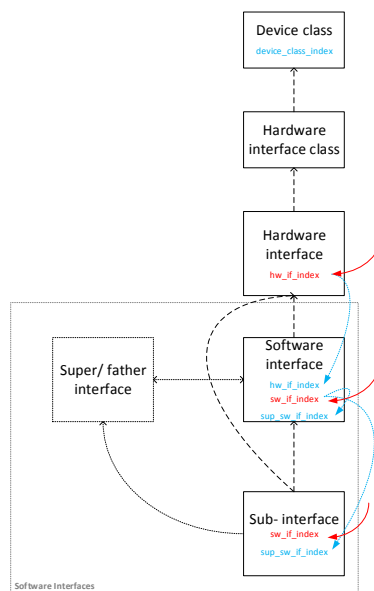 Device class
device_class_index
Hardware
interface class
Hardware
interface
hw_if_index
Super/ father
interface
Software
interface
hw_if_index
sw_if_index
sup_sw_if_index
Sub- interface
sw_if_index
sup_sw_if_index
Software Interfaces